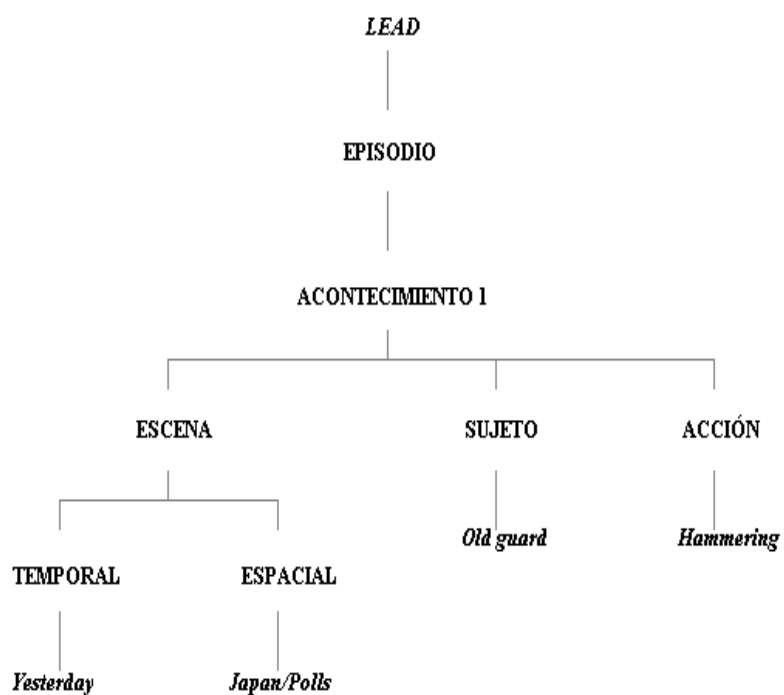 LEAD
EPISODIO
ACONTECIMIENTO 1
ESCENA SUJETO ACCIÓN
Old guard Hammering
TEMPORAL ESPACIAL
Yesterday Japan/Polls